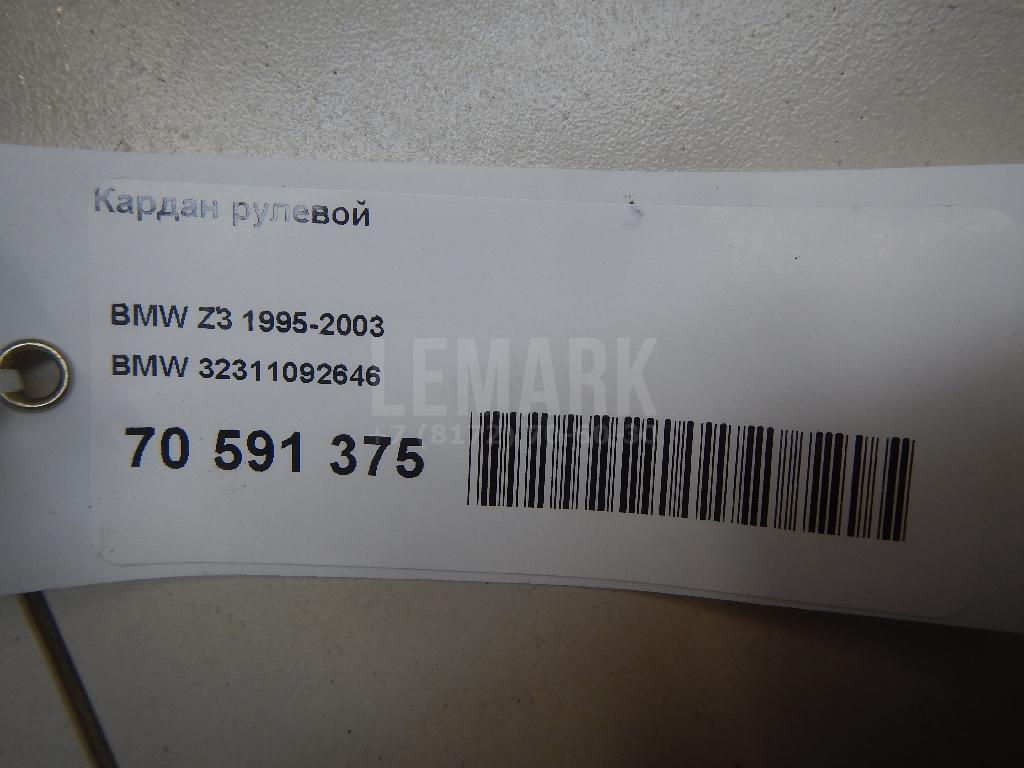 Кардан рулевой
BMW Z3 1995-2003
BMW 32311092646
LEMARK
70 591 375